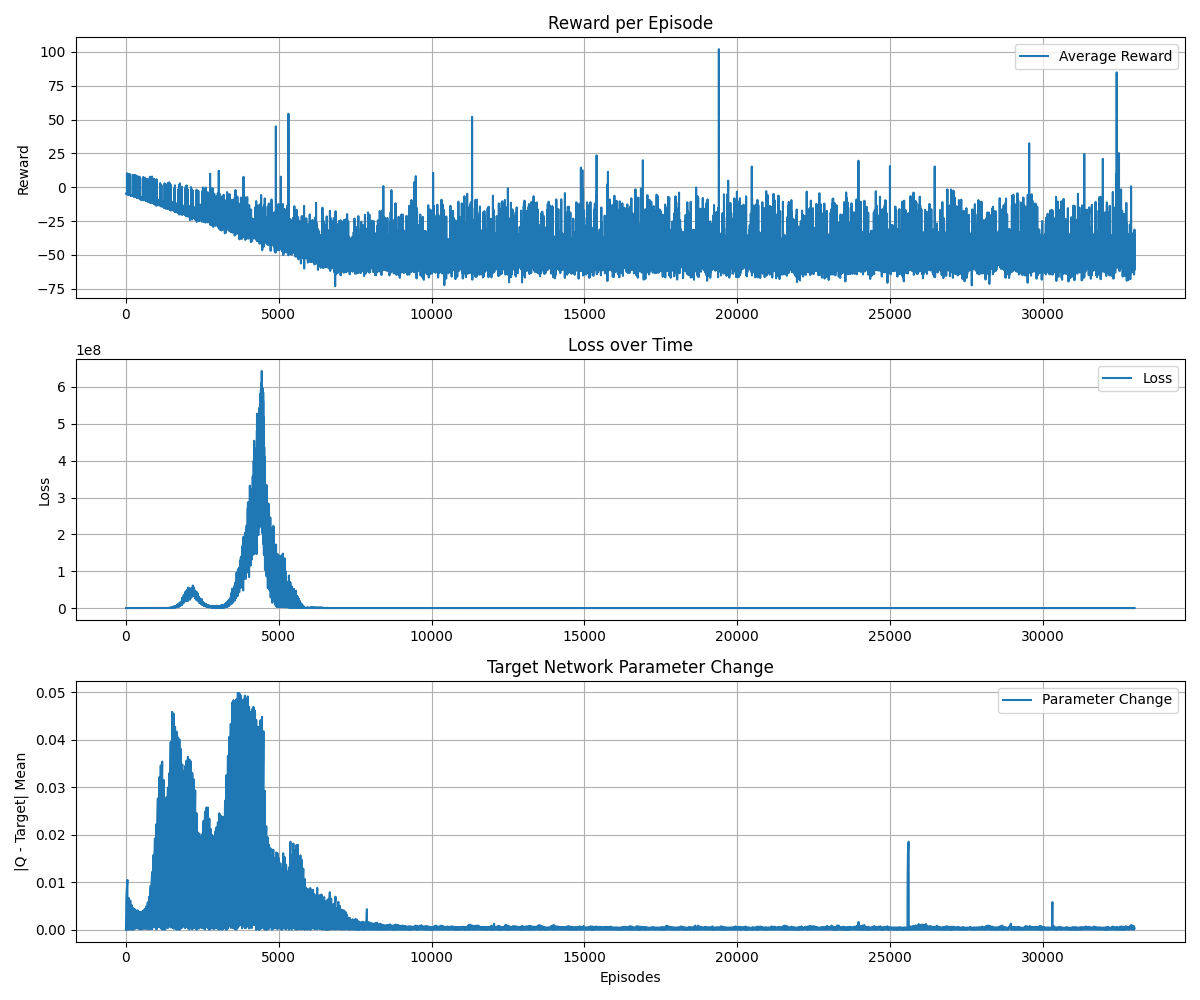 Reward per Episode
Reward
100
75
50
25
0
−25
−50
−75
Average Reward
0 5000 10000 15000 20000 25000 30000
Loss over Time
1e8
Loss
6
5
4
3
2
1
0
Loss
0 5000 10000 15000 20000 25000 30000
Target Network Parameter Change
|Q - Target| Mean
0.05
0.04
0.03
0.02
0.01
0.00
Parameter Change
0 5000 10000 15000 20000 25000 30000
Episodes